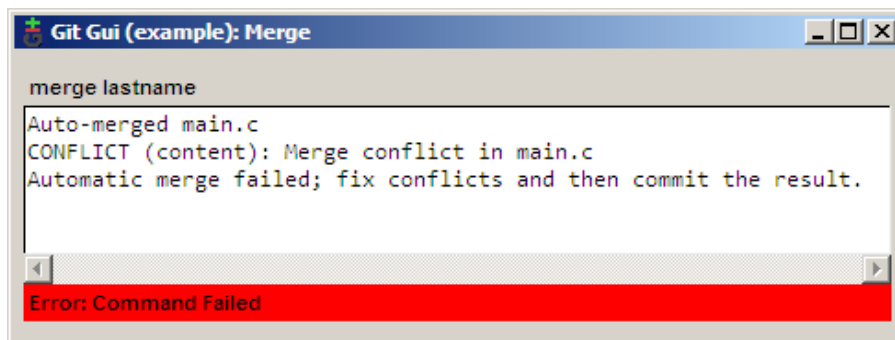 Git Gui (example): Merge
merge lastname
Auto-merged main.c
CONFLICT (content): Merge conflict in main.c
Automatic merge failed; fix conflicts and then commit the result.
Error: Command Failed